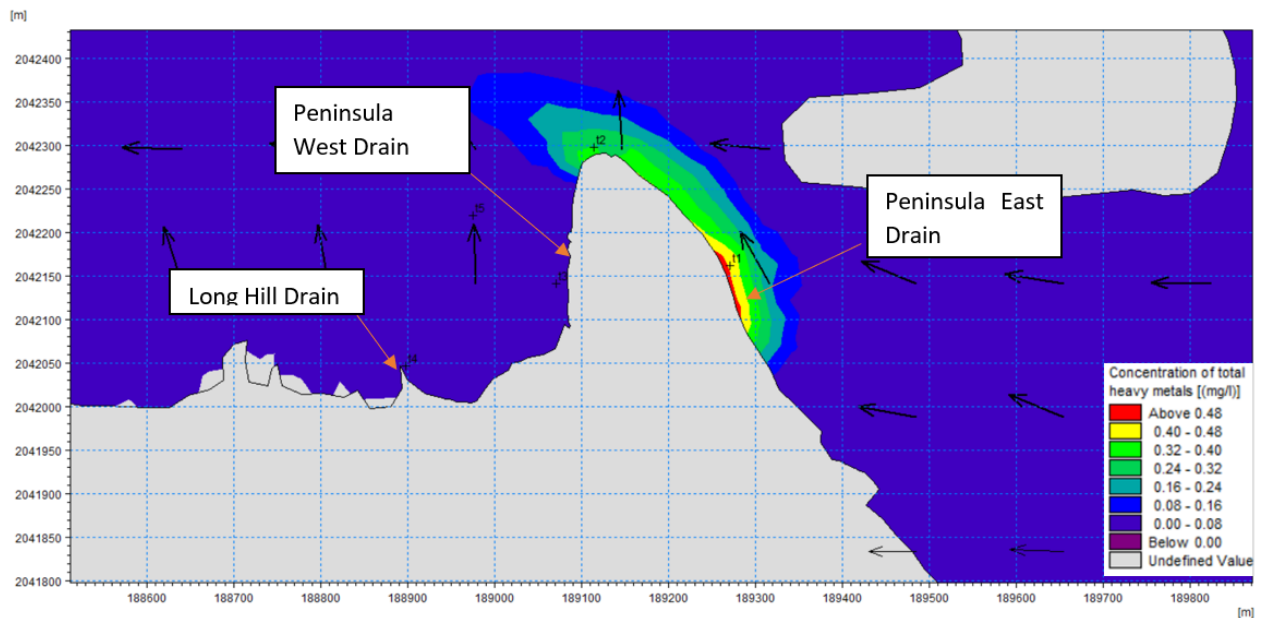 [m]
2042400
2042350
2042300
2042250
2042200
2042150
2042100
2042050
2042000
2041950
2041900
2041850
2041800
Peninsula
West Drain
Peninsula East
Drain
Long Hill Drain
t2
t1
t5
t3
t4
Concentration of total
heavy metals [(mg/l)]
Above 0.48
0.40 - 0.48
0.32 - 0.40
0.24 - 0.32
0.16 - 0.24
0.08 - 0.16
0.00 - 0.08
Below 0.00
Undefined Value
188600 188700 188800 188900 189000 189100 189200 189300 189400 189500 189600 189700 189800
[m]